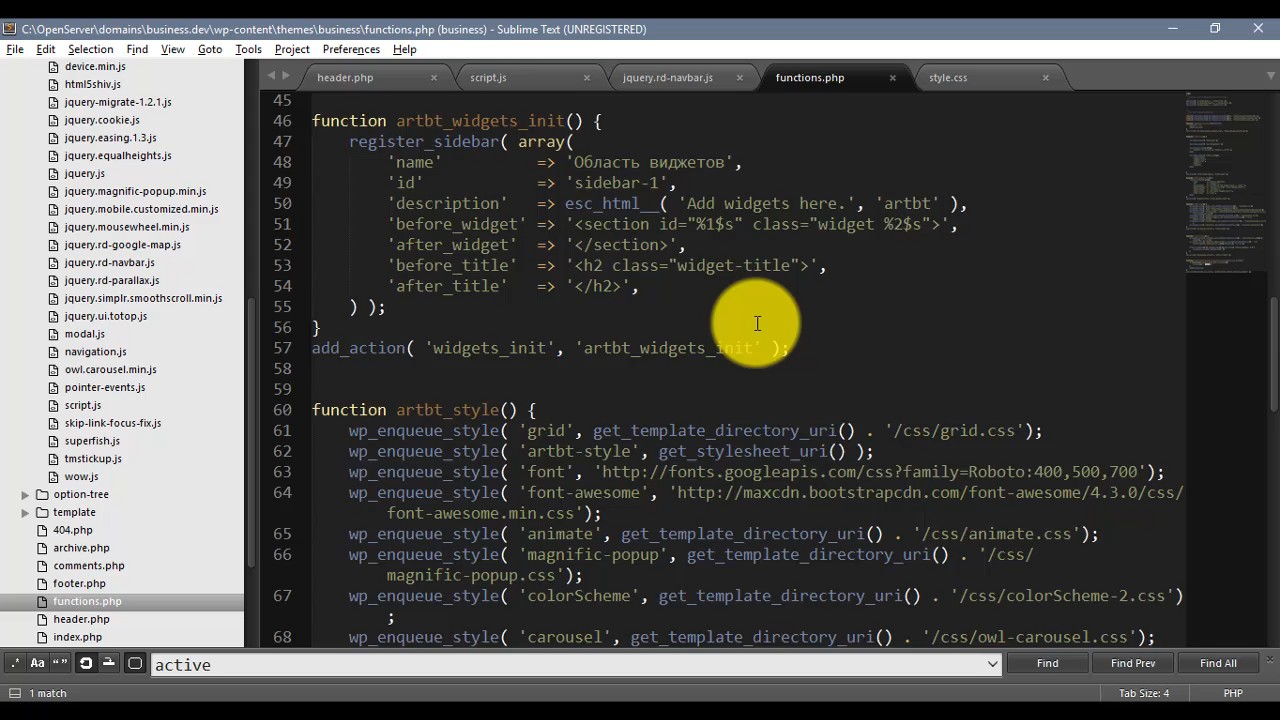 C:\OpenServer\domains\business.dev\wp-content\themes\business\functions.php (business) - Sublime Text (UNREGISTERED)
File Edit Selection Find View Goto Tools Project Preferences Help
device.min.js
html5shiv.js
jquery-migrate-1.2.1.js
jquery.cookie.js
jquery.easing.1.3.js
jquery.equalheights.js
jquery.js
jquery.magnific-popup.min.js
jquery.mobile.customized.min.js
jquery.mousewheel.min.js
jquery.rd-google-map.js
jquery.rd-navbar.js
jquery.rd-parallax.js
jquery.simplr.smoothscroll.min.js
jquery.ui.totop.js
modal.js
navigation.js
owl.carousel.min.js
pointer-events.js
script.js
skip-link-focus-fix.js
superfish.js
tmstickup.js
wow.js
option-tree
template
404.php
archive.php
comments.php
footer.php
functions.php
header.php
index.php
header.php script.js jquery.rd-navbar.js functions.php style.css
45
46 function artbt_widgets_init() {
47 register_sidebar( array(
48 'name' => 'Область виджетов',
49 'id' => 'sidebar-1',
50 'description' => esc_html__( 'Add widgets here.', 'artbt' ),
51 'before_widget' => '<section id="%1$s" class="widget %2$s">',
52 'after_widget' => '</section>',
53 'before_title' => '<h2 class="widget-title">',
54 'after_title' => '</h2>',
55 ) );
56 }
57 add_action( 'widgets_init', 'artbt_widgets_init' );
58
59
60 function artbt_style() {
61 wp_enqueue_style( 'grid', get_template_directory_uri() . '/css/grid.css');
62 wp_enqueue_style( 'artbt-style', get_stylesheet_uri() );
63 wp_enqueue_style( 'font', 'http://fonts.googleapis.com/css?family=Roboto:400,500,700');
64 wp_enqueue_style( 'font-awesome', 'http://maxcdn.bootstrapcdn.com/font-awesome/4.3.0/css/
font-awesome.min.css');
65 wp_enqueue_style( 'animate', get_template_directory_uri() . '/css/animate.css');
66 wp_enqueue_style( 'magnific-popup', get_template_directory_uri() . '/css/
magnific-popup.css');
67 wp_enqueue_style( 'colorScheme', get_template_directory_uri() . '/css/colorScheme-2.css')
;
68 wp_enqueue_style( 'carousel', get_template_directory_uri() . '/css/owl-carousel.css');
.* Aa “” active Find Find Prev Find All
1 match Tab Size: 4 PHP